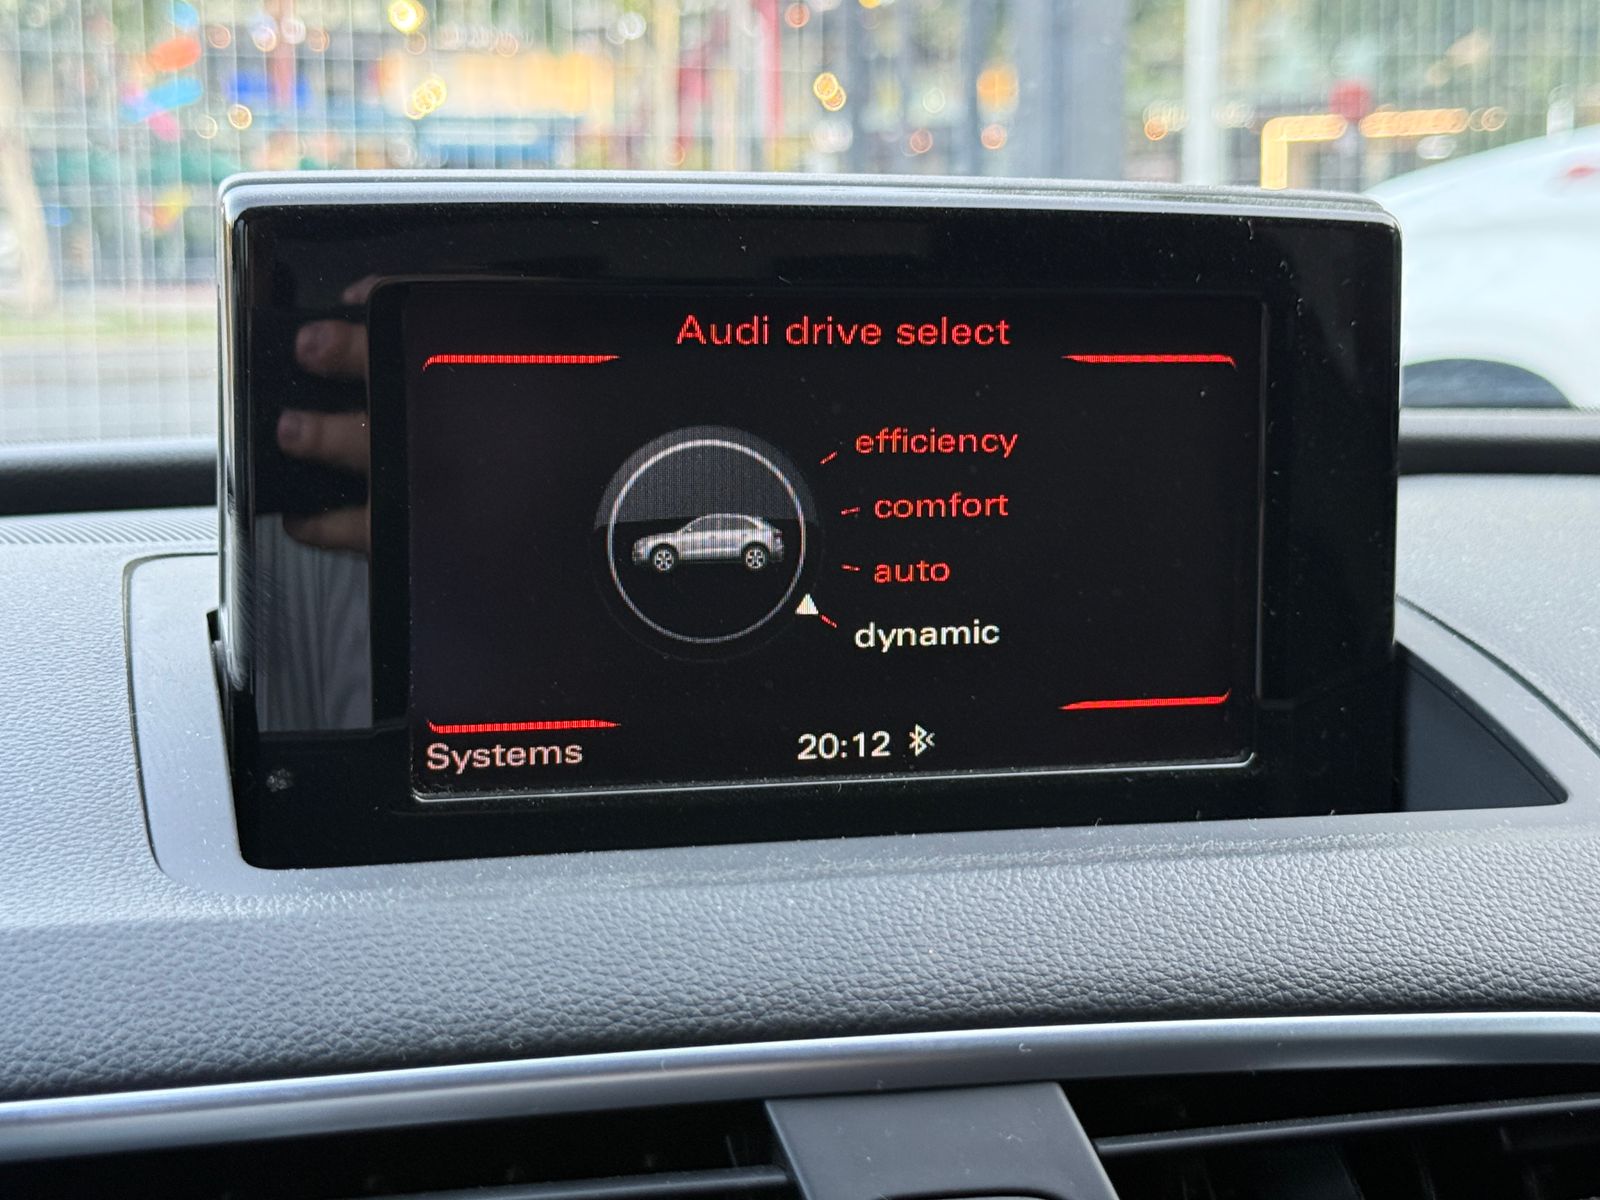 Audi drive select
efficiency
comfort
auto
dynamic
Systems
20:12